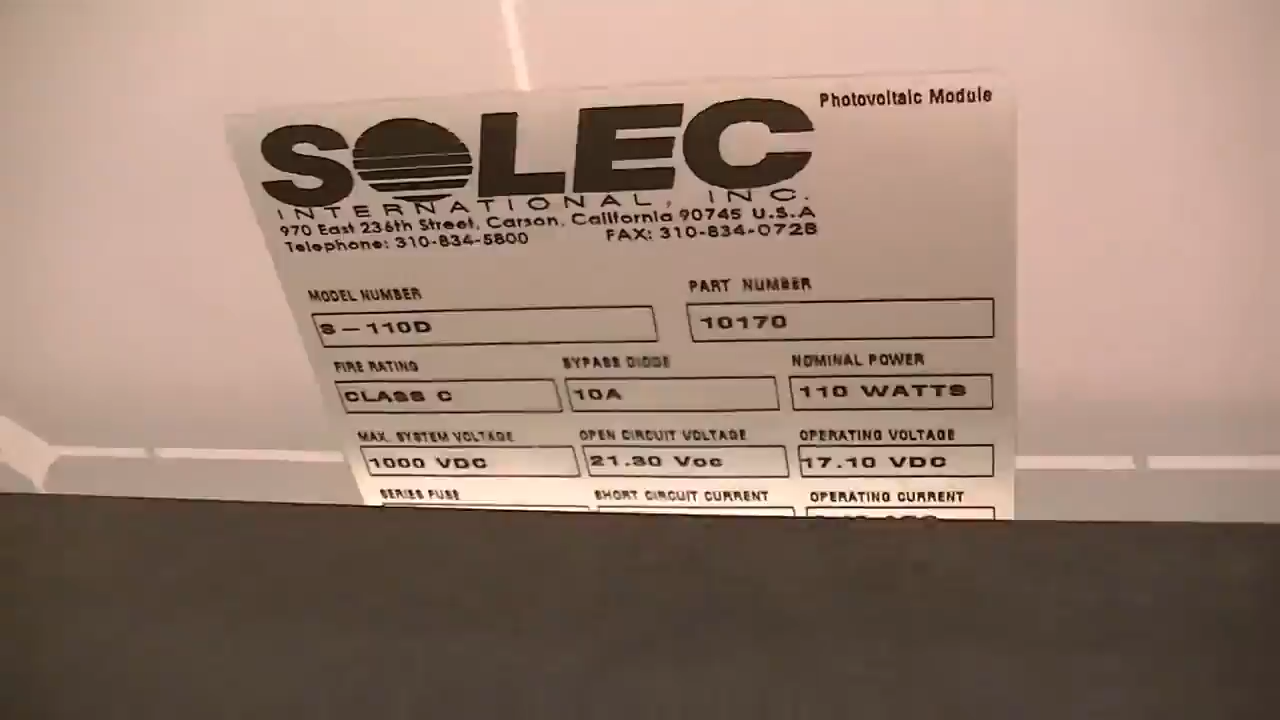 SOLEC
Photovoltaic Module
INTERNATIONAL, INC.
970 East 236th Street, Carson, California 90745 U.S.A
Telephone: 310-834-5800 FAX: 310-834-0728
MODEL NUMBER PART NUMBER
S-110D 10170
FIRE RATING BYPASS DIODE NOMINAL POWER
CLASS C 10A 110 WATTS
MAX. SYSTEM VOLTAGE OPEN CIRCUIT VOLTAGE OPERATING VOLTAGE
1000 VDC 21.30 Voc 17.10 VDC
SERIES FUSE SHORT CIRCUIT CURRENT OPERATING CURRENT